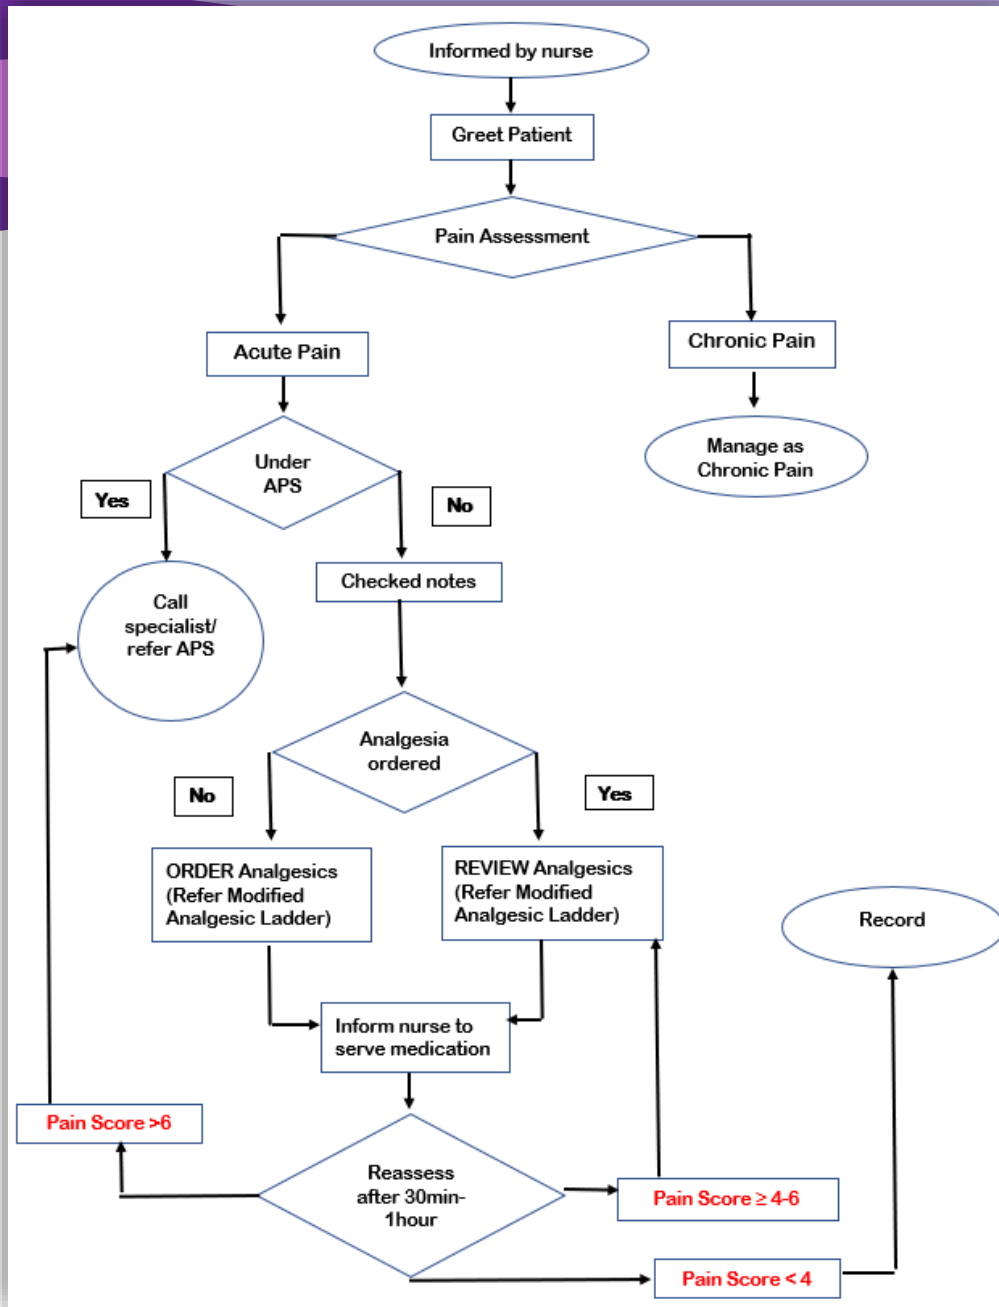 Informed by nurse
Greet Patient
Pain Assessment
Acute Pain
Chronic Pain
Under
APS
Manage as
Chronic Pain
Yes
No
Checked notes
Call
specialist/
refer APS
Analgesia
ordered
No
Yes
ORDER Analgesics
(Refer Modified
Analgesic Ladder)
REVIEW Analgesics
(Refer Modified
Analgesic Ladder)
Record
Inform nurse to
serve medication
Pain Score >6
Reassess
after 30min-
1hour
Pain Score ≥ 4-6
Pain Score < 4